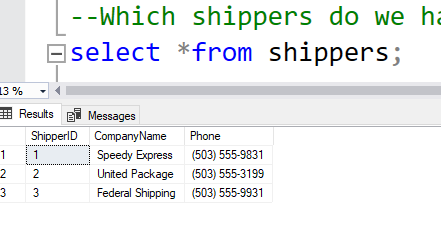 --Which shippers do we ha
select *from shippers;
13 %
Results Messages
ShipperID CompanyName Phone
1 1 Speedy Express (503) 555-9831
2 2 United Package (503) 555-3199
3 3 Federal Shipping (503) 555-9931